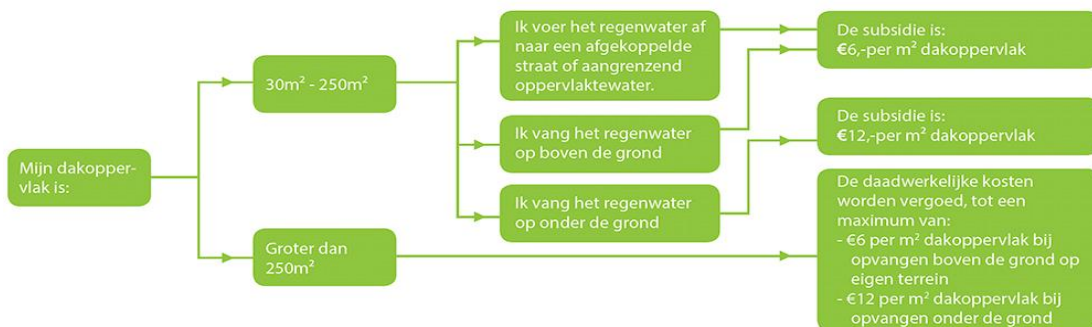 Mijn dakopper-
vlak is:
30m² - 250m²
Groter dan
250m²
Ik voer het regenwater af
naar een afgekoppelde
straat of aangrenzend
oppervlaktewater.
Ik vang het regenwater
op boven de grond
Ik vang het regenwater
op onder de grond
De subsidie is:
€6,-per m² dakoppervlak
De subsidie is:
€12,-per m² dakoppervlak
De daadwerkelijke kosten
worden vergoed, tot een
maximum van:
- €6 per m² dakoppervlak bij
opvangen boven de grond op
eigen terrein
- €12 per m² dakoppervlak bij
opvangen onder de grond